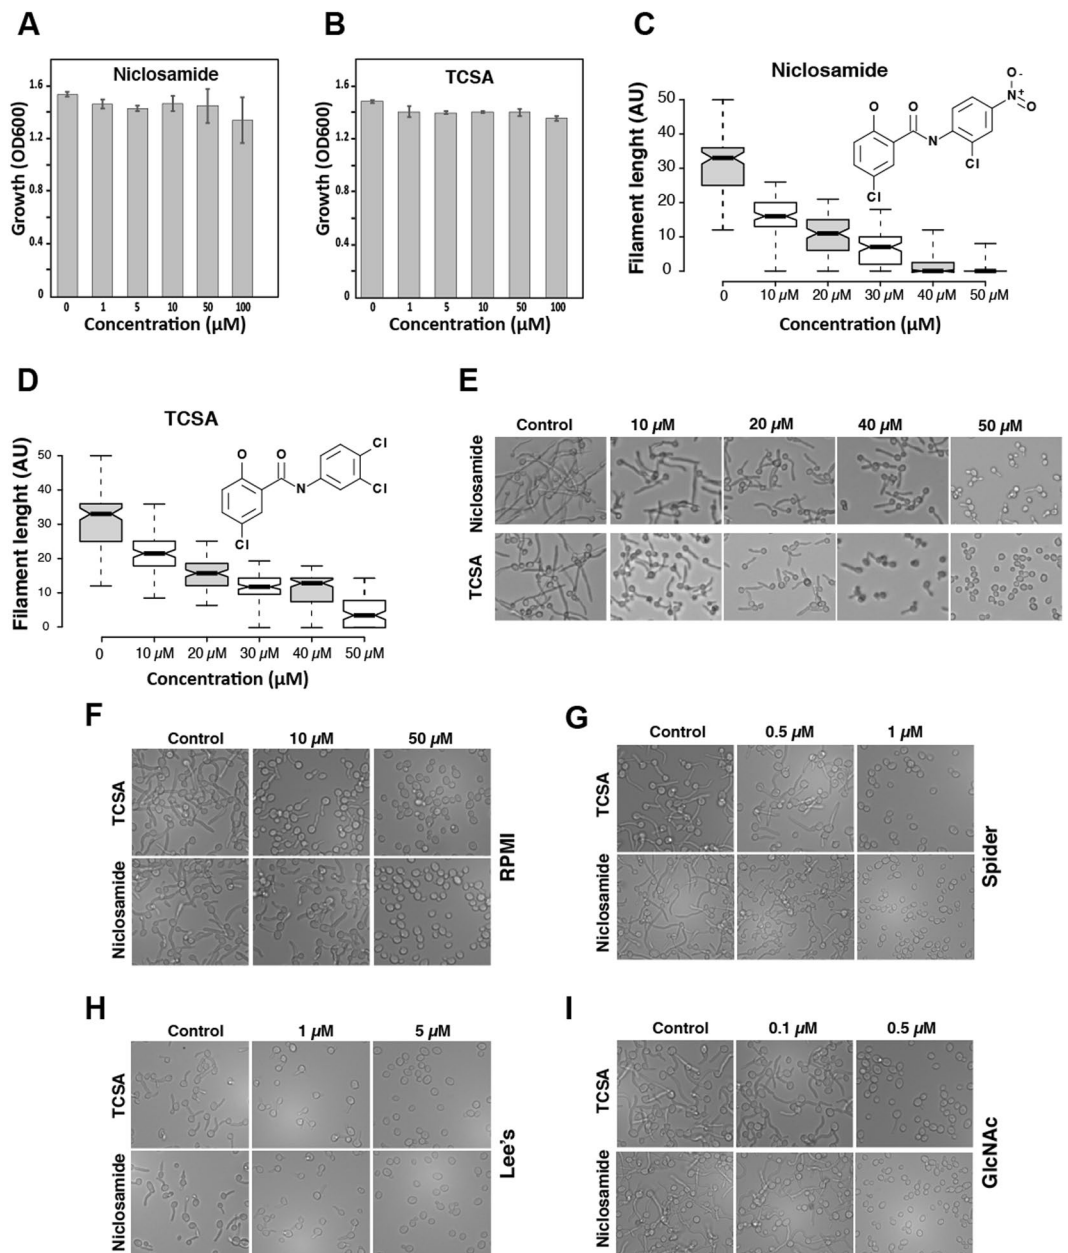 A
B
C
Niclosamide
Growth (OD600)
1.6
1.2
0.8
0.4
0
0 1 5 10 50 100
Concentration (μM)
TCSA
Growth (OD600)
1.6
1.2
0.8
0.4
0
0 1 5 10 50 100
Concentration (μM)
Niclosamide
Filament lenght (AU)
50
40
30
20
10
0
O O N Cl Cl N+ O- O
0 10 μM 20 μM 30 μM 40 μM 50 μM
Concentration (μM)
D
TCSA
Filament lenght (AU)
50
40
30
20
10
0
O O N Cl Cl Cl
0 10 μM 20 μM 30 μM 40 μM 50 μM
Concentration (μM)
E
Control 10 μM 20 μM 40 μM 50 μM
Niclosamide
TCSA
F
Control 10 μM 50 μM
TCSA
Niclosamide
RPMI
G
Control 0.5 μM 1 μM
TCSA
Niclosamide
Spider
H
Control 1 μM 5 μM
TCSA
Niclosamide
Lee's
I
Control 0.1 μM 0.5 μM
TCSA
Niclosamide
GlcNAc